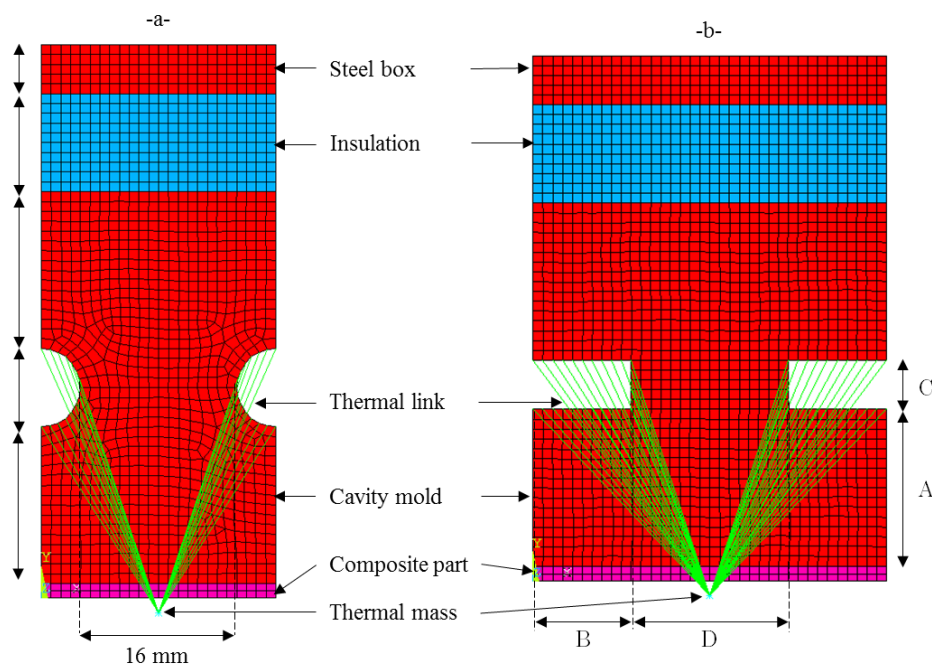 -a-
-b-
Steel box
Insulation
Thermal link
C
Cavity mold
A
Composite part
Thermal mass
Y
X
Y
X
B
D
16 mm